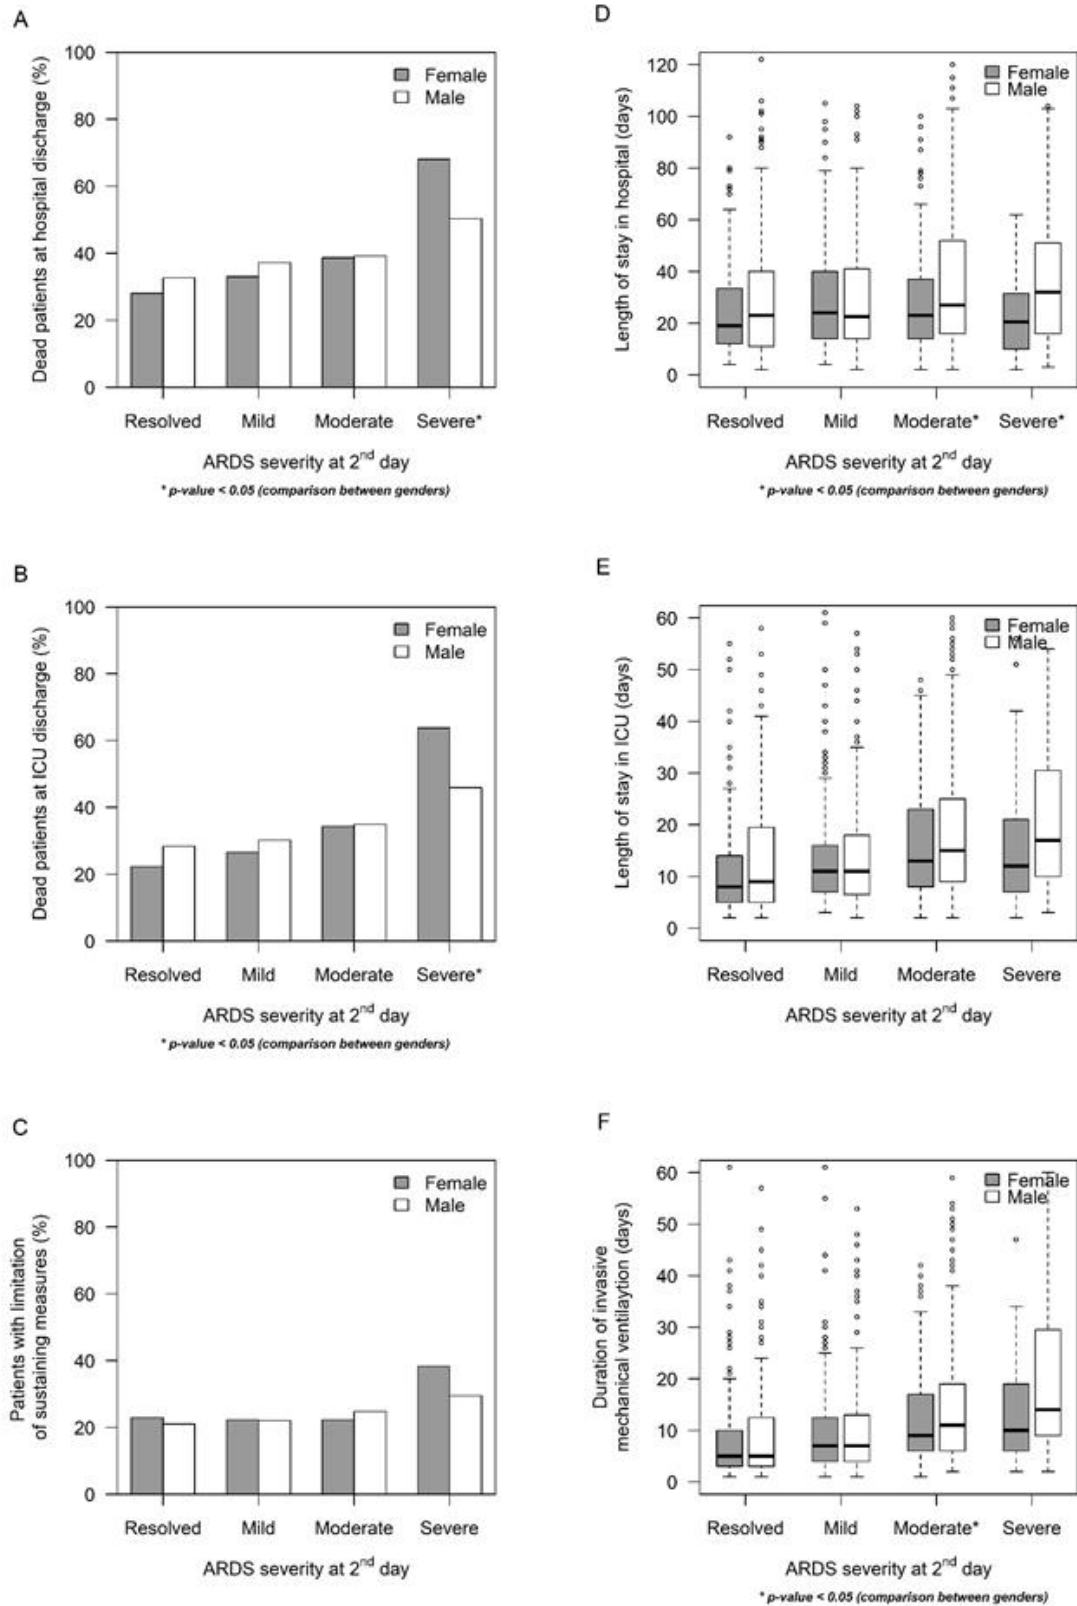 A
Dead patients at hospital discharge (%)
100
80
60
40
20
0
Female
Male
Resolved Mild Moderate Severe*
ARDS severity at 2nd day
* p-value < 0.05 (comparison between genders)
D
Length of stay in hospital (days)
120
100
80
60
40
20
0
Female
Male
Resolved Mild Moderate* Severe*
ARDS severity at 2nd day
* p-value < 0.05 (comparison between genders)
B
Dead patients at ICU discharge (%)
100
80
60
40
20
0
Female
Male
Resolved Mild Moderate Severe*
ARDS severity at 2nd day
* p-value < 0.05 (comparison between genders)
E
Length of stay in ICU (days)
60
50
40
30
20
10
0
Female
Male
Resolved Mild Moderate Severe
ARDS severity at 2nd day
C
Patients with limitation
of sustaining measures (%)
100
80
60
40
20
0
Female
Male
Resolved Mild Moderate Severe
ARDS severity at 2nd day
F
Duration of invasive
mechanical ventilaytion (days)
60
50
40
30
20
10
0
Female
Male
Resolved Mild Moderate* Severe
ARDS severity at 2nd day
* p-value < 0.05 (comparison between genders)